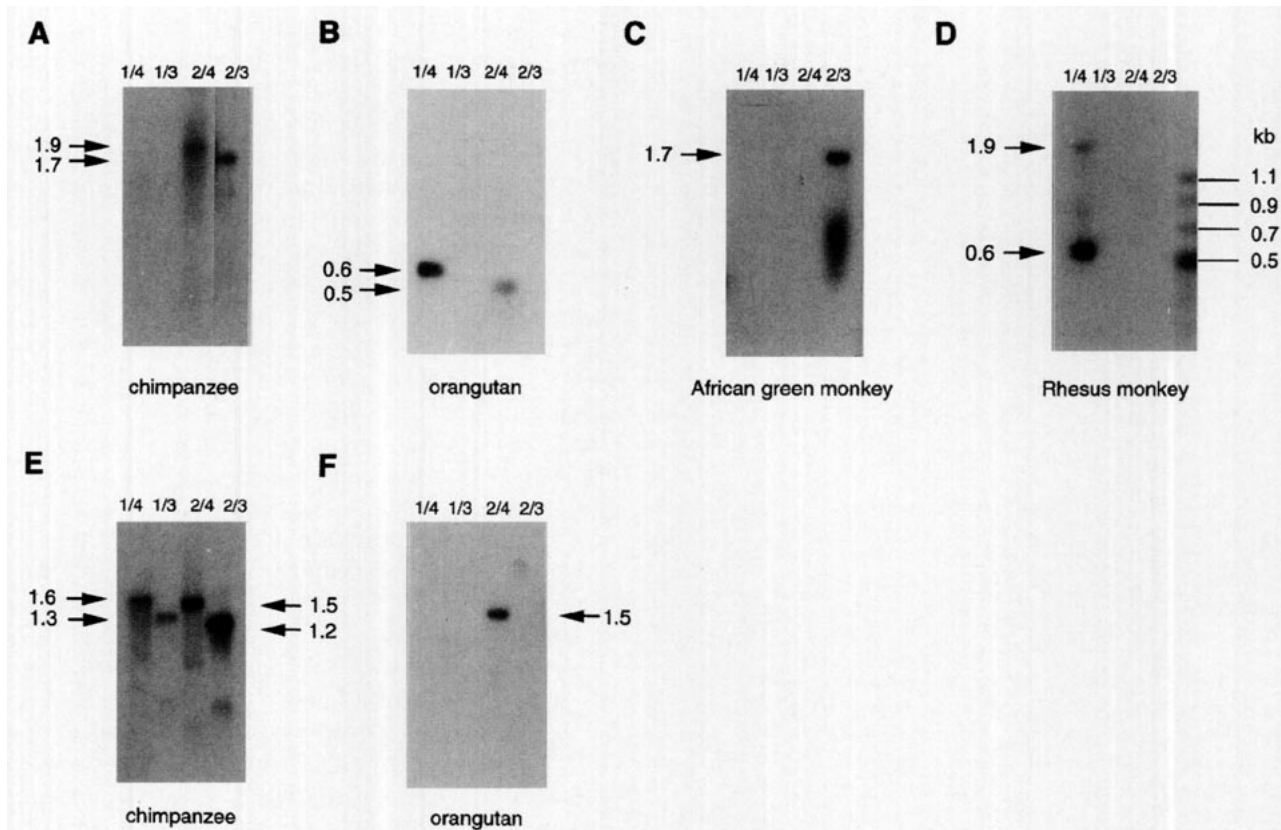 A
1/4 1/3 2/4 2/3
1.9
1.7
chimpanzee
B
1/4 1/3 2/4 2/3
0.6
0.5
orangutan
C
1/4 1/3 2/4 2/3
1.7
African green monkey
D
1/4 1/3 2/4 2/3
1.9
0.6
kb
1.1
0.9
0.7
0.5
Rhesus monkey
E
1/4 1/3 2/4 2/3
1.6
1.3
1.5
1.2
chimpanzee
F
1/4 1/3 2/4 2/3
1.5
orangutan